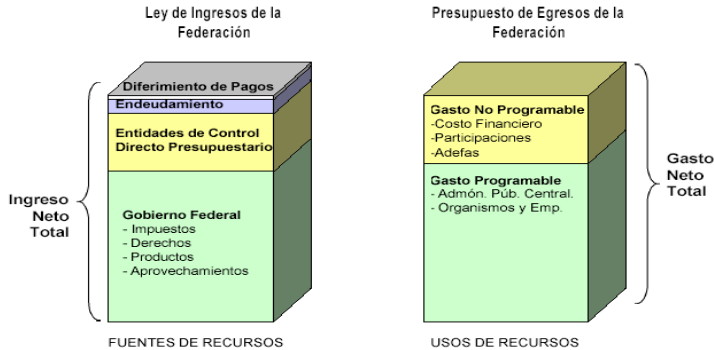 Ley de Ingresos de la
Federación
Diferimiento de Pagos
Endeudamiento
Entidades de Control
Directo Presupuestario
Gobierno Federal
- Impuestos
- Derechos
- Productos
- Aprovechamientos
Ingreso
Neto
Total
FUENTES DE RECURSOS
Presupuesto de Egresos de la
Federación
Gasto No Programable
-Costo Financiero
-Participaciones
-Adefas
Gasto Programable
- Admón. Púb. Central.
- Organismos y Emp.
Gasto
Neto
Total
USOS DE RECURSOS